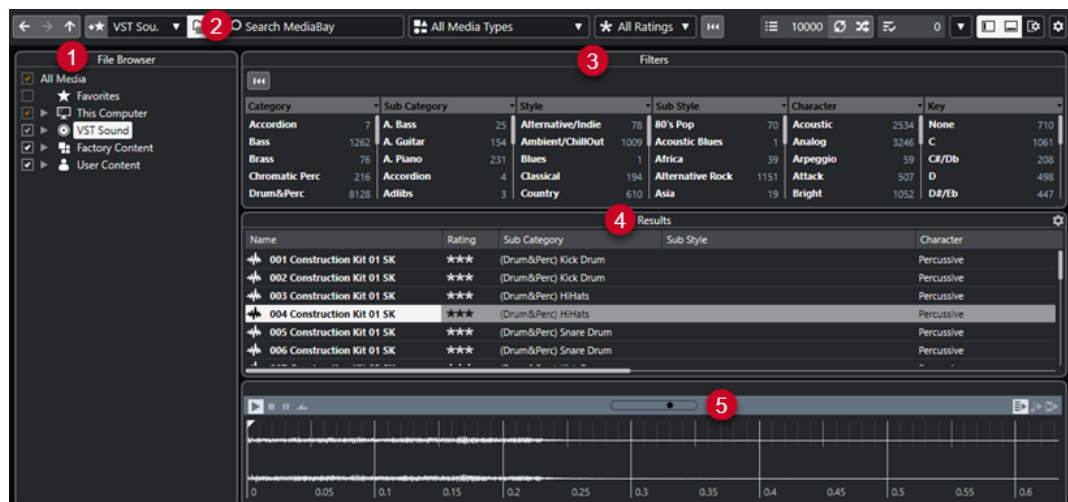 VST Sou. 2 Search MediaBay All Media Types All Ratings 10000 0
1 File Browser
All Media
Favorites
This Computer
VST Sound
Factory Content
User Content
3 Filters
Category Sub Category Style Sub Style Character Key
Accordion 7 A. Bass 25 Alternative/Indie 78 80's Pop 70 Acoustic 2534 None 710
Bass 1262 A. Guitar 154 Ambient/ChillOut 1009 Acoustic Blues 1 Analog 3246 C 1061
Brass 76 A. Piano 231 Blues 1 Africa 39 Arpeggio 59 C#/Db 208
Chromatic Perc 216 Accordion 4 Classical 194 Alternative Rock 1151 Attack 507 D 498
Drum&Perc 8128 Adlibs 3 Country 610 Asia 19 Bright 1052 D#/Eb 447
4 Results
Name Rating Sub Category Sub Style Character
001 Construction Kit 01 SK *** (Drum&Perc) Kick Drum Percussive
002 Construction Kit 01 SK *** (Drum&Perc) Kick Drum Percussive
003 Construction Kit 01 SK *** (Drum&Perc) HiHats Percussive
004 Construction Kit 01 SK *** (Drum&Perc) HiHats Percussive
005 Construction Kit 01 SK *** (Drum&Perc) Snare Drum Percussive
006 Construction Kit 01 SK *** (Drum&Perc) Snare Drum Percussive
5
0 0.05 0.1 0.15 0.2 0.25 0.3 0.35 0.4 0.45 0.5 0.55 0.6